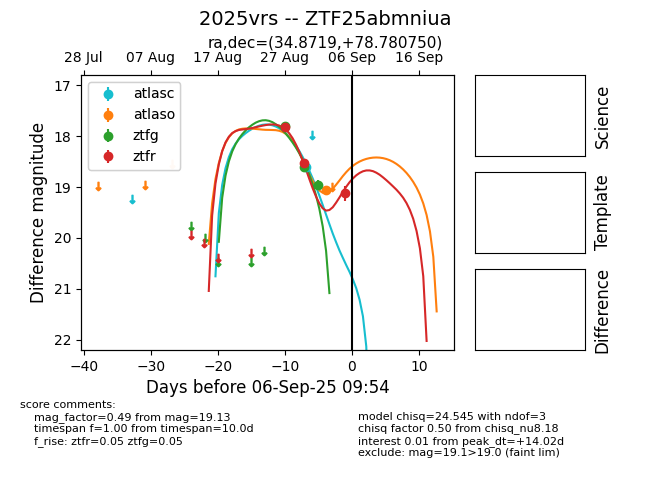 2025vrs -- ZTF25abmniua
ra,dec=(34.8719,+78.780750)
28 Jul 07 Aug 17 Aug 27 Aug 06 Sep 16 Sep
17
18
19
20
21
22
Difference magnitude
atlasc
atlaso
ztfg
ztfr
−40 −30 −20 −10 0 10
Days before 06-Sep-25 09:54
Science
Template
Difference
score comments:
mag_factor=0.49 from mag=19.13
timespan f=1.00 from timespan=10.0d
f_rise: ztfr=0.05 ztfg=0.05
model chisq=24.545 with ndof=3
chisq factor 0.50 from chisq_nu8.18
interest 0.01 from peak_dt=+14.02d
exclude: mag=19.1>19.0 (faint lim)